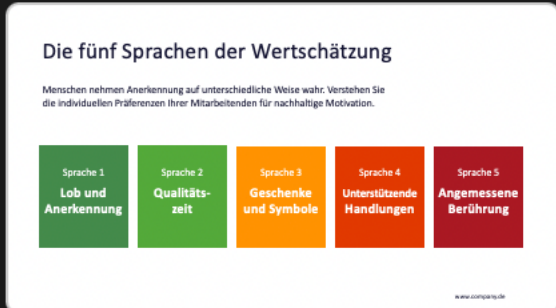 Die fünf Sprachen der Wertschätzung
Menschen nehmen Anerkennung auf unterschiedliche Weise wahr. Verstehen Sie
die individuellen Präferenzen Ihrer Mitarbeitenden für nachhaltige Motivation.
Sprache 1
Lob und
Anerkennung
Sprache 2
Qualitäts-
zeit
Sprache 3
Geschenke
und Symbole
Sprache 4
Unterstützende
Handlungen
Sprache 5
Angemessene
Berührung
www.company.de